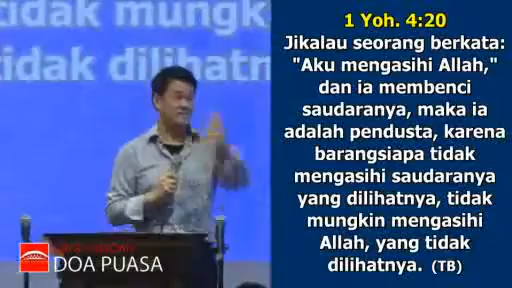 tidak mungkin
tidak dilihatn
DOA PUASA
1 Yoh. 4:20
Jikalau seorang berkata:
"Aku mengasihi Allah,"
dan ia membenci
saudaranya, maka ia
adalah pendusta, karena
barangsiapa tidak
mengasihi saudaranya
yang dilihatnya, tidak
mungkin mengasihi
Allah, yang tidak
dilihatnya. (TB)